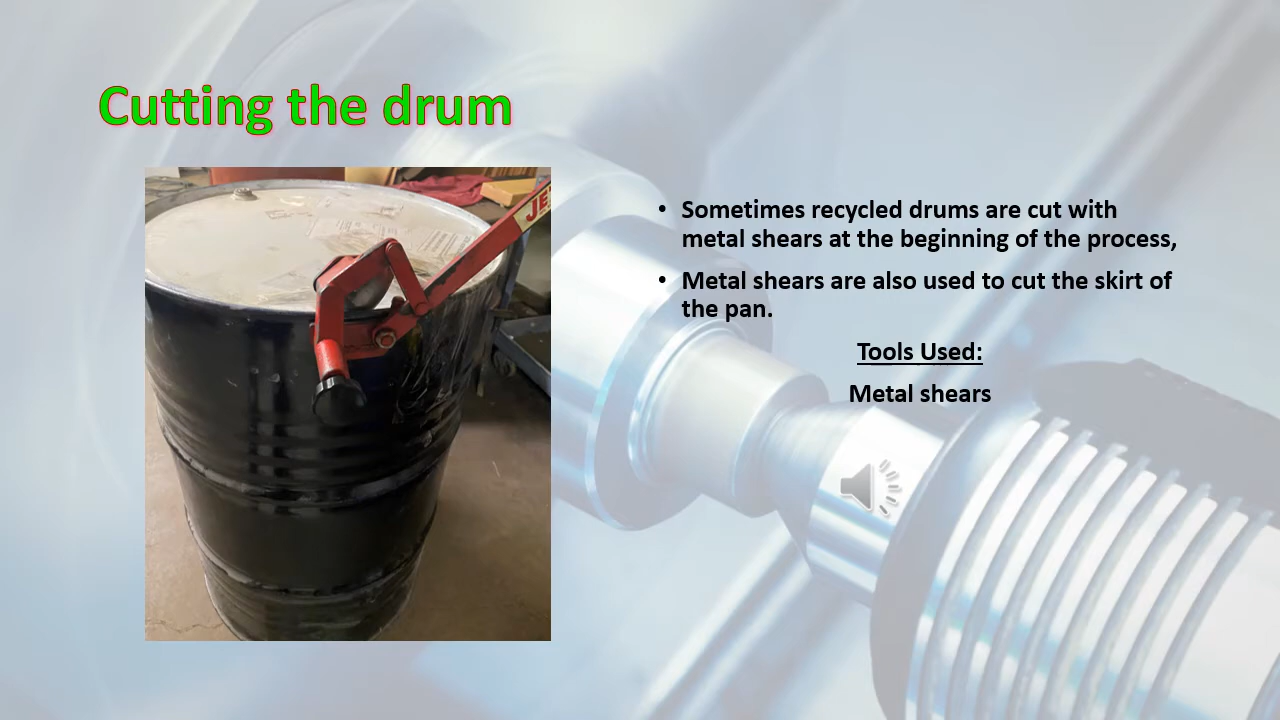 Cutting the drum
• Sometimes recycled drums are cut with
metal shears at the beginning of the process,
• Metal shears are also used to cut the skirt of
the pan.
Tools Used:
Metal shears